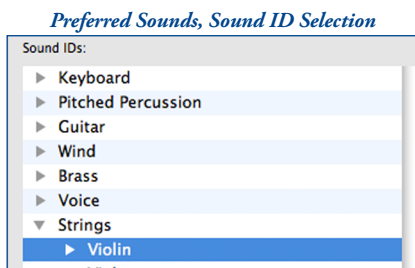 Preferred Sounds, Sound ID Selection
Sound IDs:
Keyboard
Pitched Percussion
Guitar
Wind
Brass
Voice
Strings
Violin